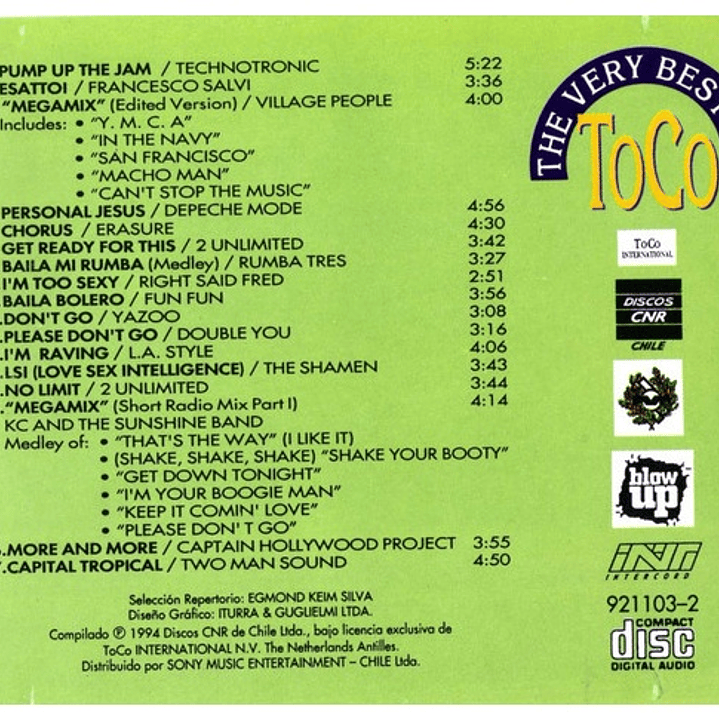 PUMP UP THE JAM / TECHNOTRONIC 5:22
ESATTOI / FRANCESCO SALVI 3:36
"MEGAMIX" (Edited Version) / VILLAGE PEOPLE 4:00
Includes: • "Y. M. C. A"
• "IN THE NAVY"
• "SAN FRANCISCO"
• "MACHO MAN"
• "CAN'T STOP THE MUSIC"
PERSONAL JESUS / DEPECHE MODE 4:56
CHORUS / ERASURE 4:30
GET READY FOR THIS / 2 UNLIMITED 3:42
BAILA MI RUMBA (Medley) / RUMBA TRES 3:27
.I'M TOO SEXY / RIGHT SAID FRED 2:51
.BAILA BOLERO / FUN FUN 3:56
.DON'T GO / YAZOO 3:08
.PLEASE DON'T GO / DOUBLE YOU 3:16
.I'M RAVING / L.A. STYLE 4:06
.LSI (LOVE SEX INTELLIGENCE) / THE SHAMEN 3:43
.NO LIMIT / 2 UNLIMITED 3:44
."MEGAMIX" (Short Radio Mix Part I) 4:14
KC AND THE SUNSHINE BAND
Medley of: • "THAT'S THE WAY" (I LIKE IT)
• (SHAKE, SHAKE, SHAKE) "SHAKE YOUR BOOTY"
• "GET DOWN TONIGHT"
• "I'M YOUR BOOGIE MAN"
• "KEEP IT COMIN' LOVE"
• "PLEASE DON' T GO"
.MORE AND MORE / CAPTAIN HOLLYWOOD PROJECT 3:55
.CAPITAL TROPICAL / TWO MAN SOUND 4:50
Selección Repertorio: EGMOND KEIM SILVA
Diseño Gráfico: ITURRA & GUGLIELMI LTDA.
Compilado ℗ 1994 Discos CNR de Chile Ltda., bajo licencia exclusiva de
ToCo INTERNATIONAL N.V. The Netherlands Antilles.
Distribuido por SONY MUSIC ENTERTAINMENT – CHILE Ltda.
THE VERY BEST
ToCo
ToCo
INTERNATIONAL
DISCOS
CNR
CHILE
blow
up
INT
INTERCORD
921103–2
COMPACT
disc
DIGITAL AUDIO